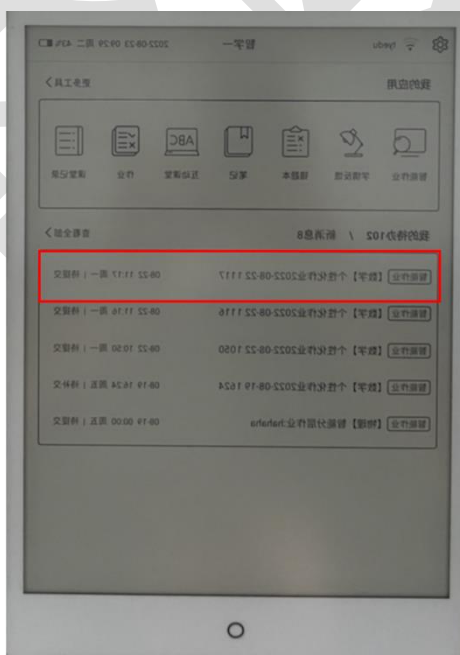 tyedu 智学一 2022-08-23 09:29 周二 43%
我的应用 更多工具
智能作业 学情反馈 错题本 笔记 互动课堂 作业 课堂记录
ABC
我的待办102 / 新消息8 查看全部
智能作业 【数学】个性化作业2022-08-22 1117 08-22 11:17 周一 | 待提交
智能作业 【数学】个性化作业2022-08-22 1116 08-22 11:16 周一 | 待提交
智能作业 【数学】个性化作业2022-08-22 1050 08-22 10:50 周一 | 待提交
智能作业 【数学】个性化作业2022-08-19 1624 08-19 16:24 周五 | 待补交
智能作业 【物理】智能分层作业:hahaha 08-19 00:00 周五 | 待提交